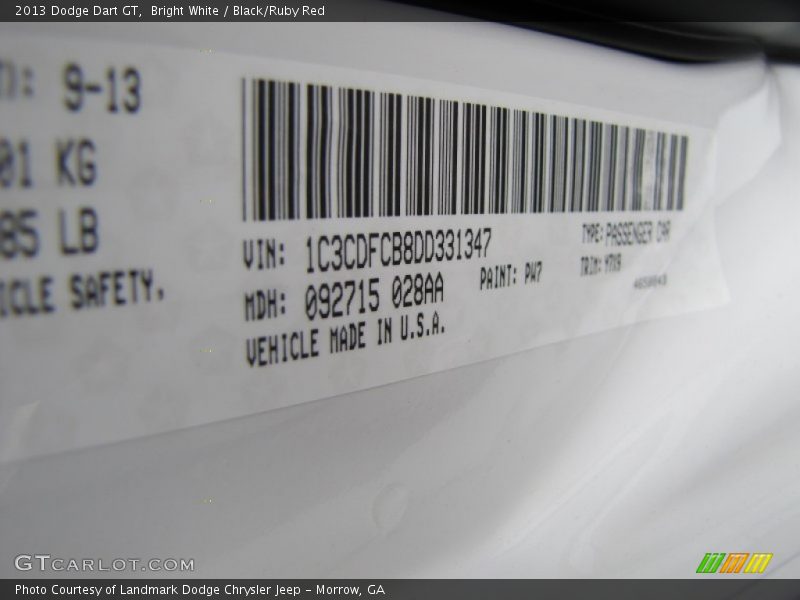 2013 Dodge Dart GT, Bright White / Black/Ruby Red
: 9-13
01 KG
85 LB
ICLE SAFETY.
VIN: 1C3CDFCB8DD331347
TYPE: PASSENGER CAR
MDH: 092715 028AA
PAINT: PW7
TRIM:
VEHICLE MADE IN U.S.A.
GTCARLOT.COM
Photo Courtesy of Landmark Dodge Chrysler Jeep - Morrow, GA